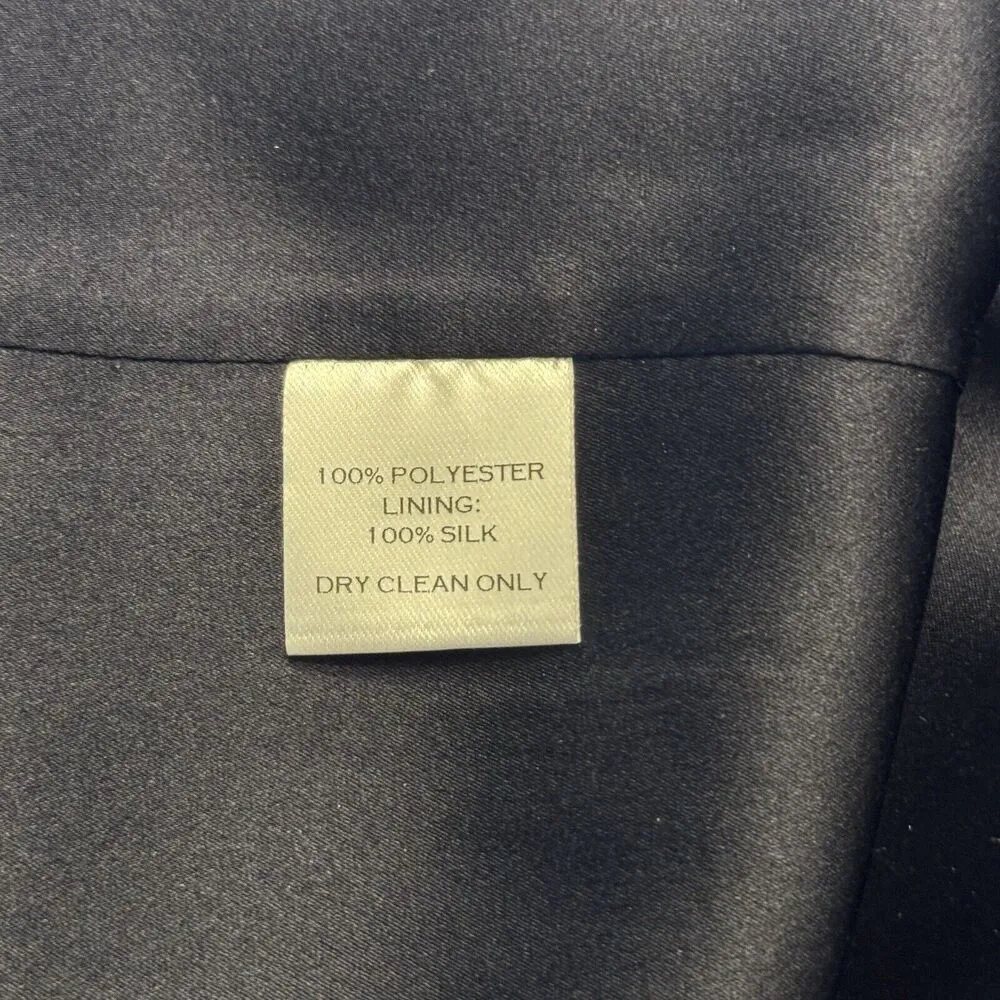 100% POLYESTER
LINING:
100% SILK
DRY CLEAN ONLY